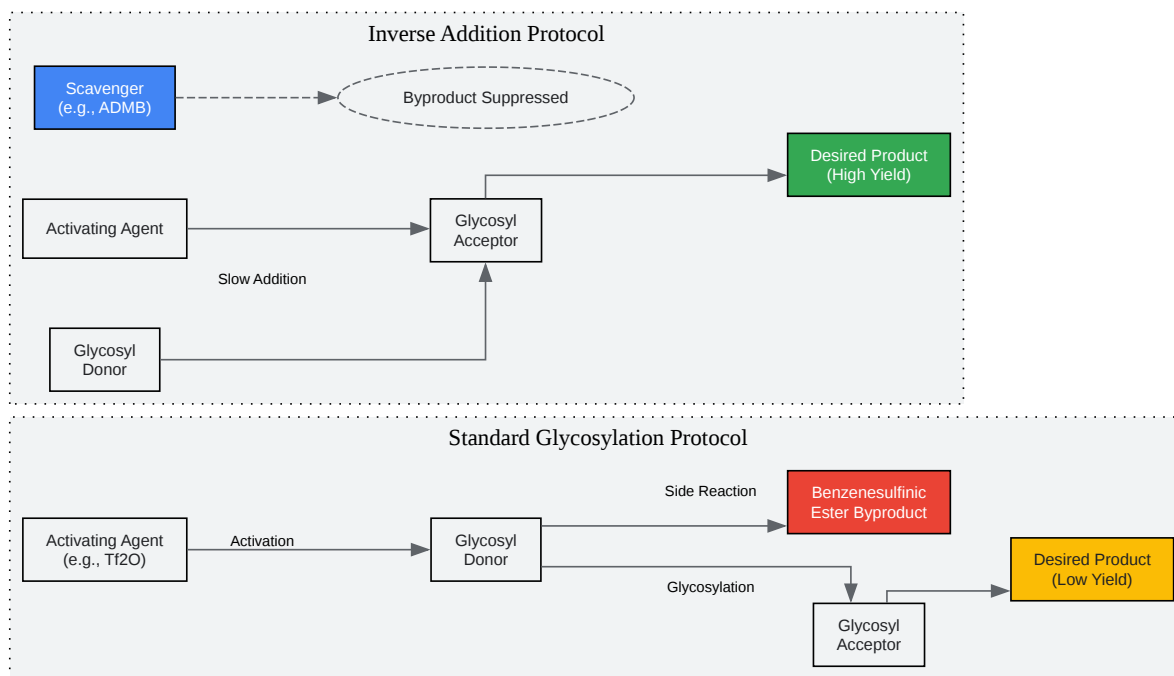 Inverse Addition Protocol
Scavenger
(e.g., ADMB)
Byproduct Suppressed
Desired Product
(High Yield)
Activating Agent
Glycosyl
Acceptor
Slow Addition
Glycosyl
Donor
Standard Glycosylation Protocol
Side Reaction
Benzenesulfinic
Ester Byproduct
Activating Agent
(e.g., Tf2O)
Activation
Glycosyl
Donor
Desired Product
(Low Yield)
Glycosylation
Glycosyl
Acceptor